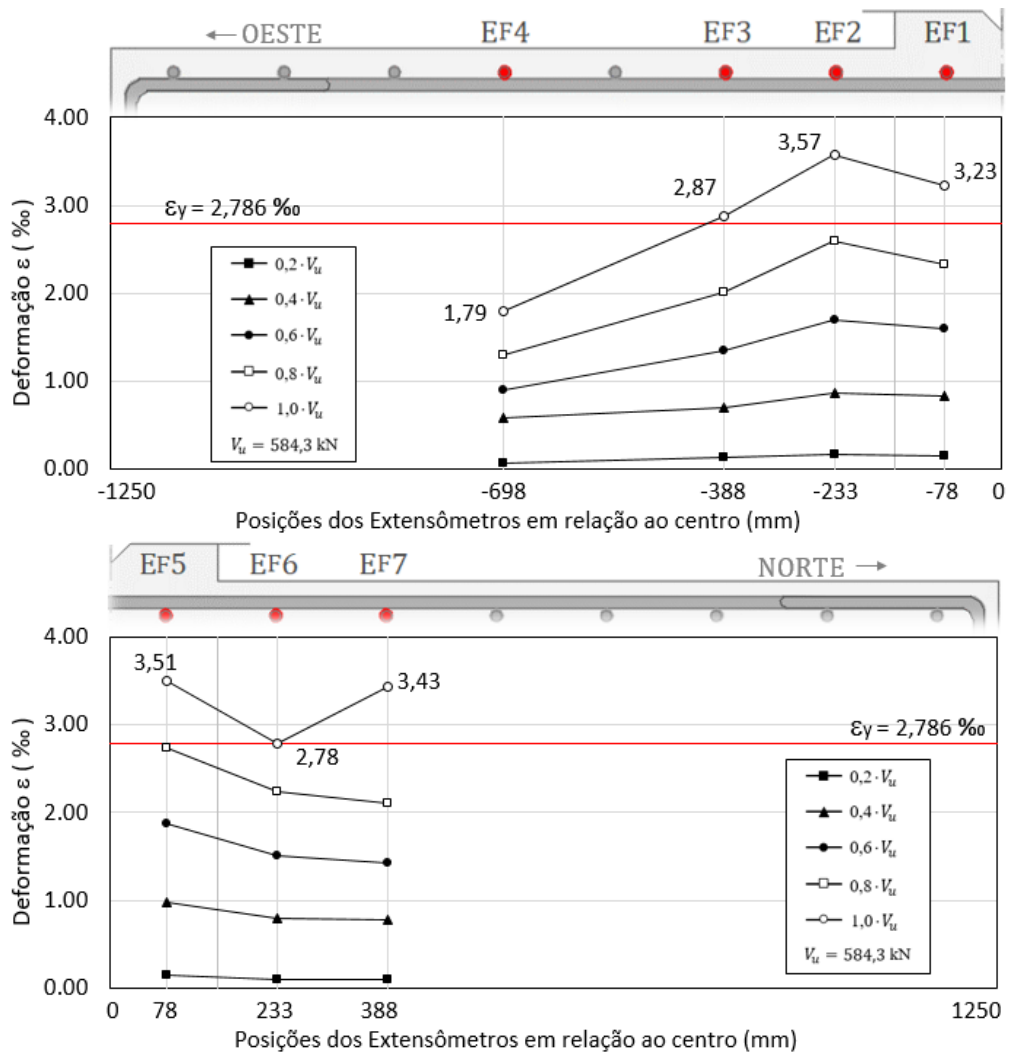 ← OESTE EF4 EF3 EF2 EF1
4.00
3.00
2.00
1.00
0.00
Deformação ε ( ‰)
3,57
3,23
2,87
1,79
εy = 2,786 ‰
0,2·Vu
0,4·Vu
0,6·Vu
0,8·Vu
1,0·Vu
Vu = 584,3 kN
-1250 -698 -388 -233 -78 0
Posições dos Extensômetros em relação ao centro (mm)
EF5 EF6 EF7 NORTE →
4.00
3.00
2.00
1.00
0.00
Deformação ε ( ‰)
3,51
3,43
2,78
εy = 2,786 ‰
0,2·Vu
0,4·Vu
0,6·Vu
0,8·Vu
1,0·Vu
Vu = 584,3 kN
0 78 233 388 1250
Posições dos Extensômetros em relação ao centro (mm)